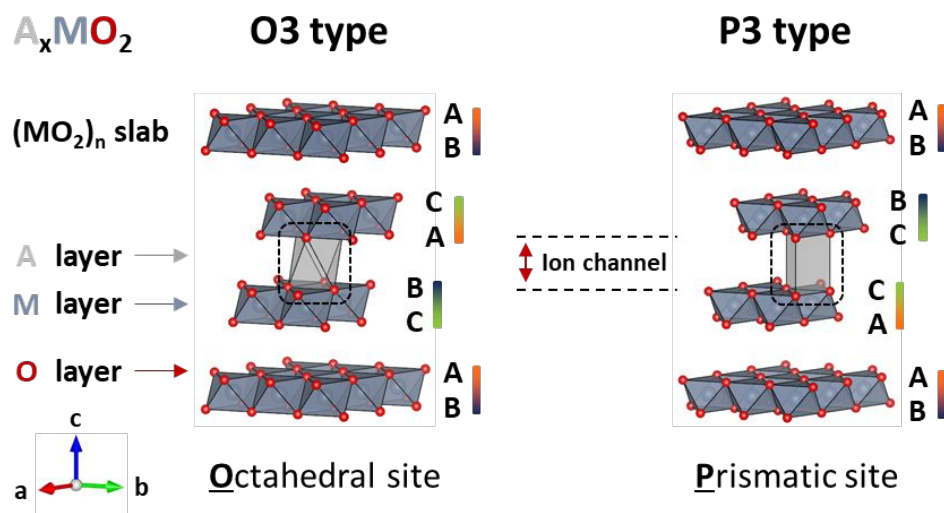 AₓMO₂
O3 type
P3 type
(MO₂)ₙ slab
A
B
A
B
C
A
B
C
A layer
Ion channel
M layer
B
C
C
A
O layer
A
B
A
B
c
a
b
Octahedral site
Prismatic site